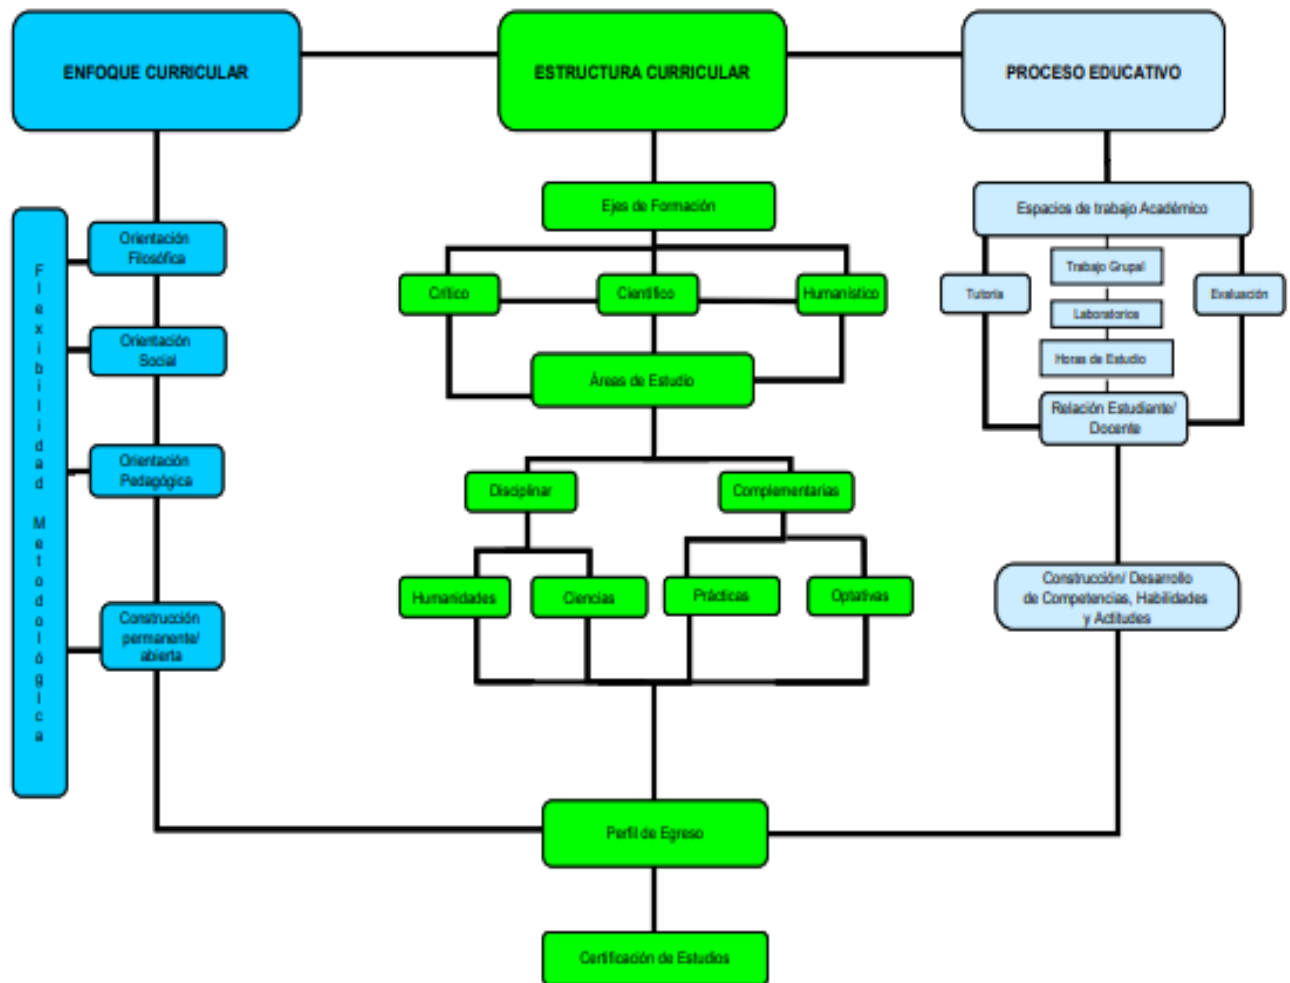 ENFOQUE CURRICULAR
ESTRUCTURA CURRICULAR
PROCESO EDUCATIVO
Flexibilidad Metodológica
Orientación
Filosófica
Orientación
Social
Orientación
Pedagógica
Construcción
permanente/
abierta
Ejes de Formación
Crítico
Científico
Humanístico
Áreas de Estudio
Disciplinar
Complementarias
Humanidades
Ciencias
Prácticas
Optativas
Perfil de Egreso
Certificación de Estudios
Espacios de trabajo Académico
Tutoría
Trabajo Grupal
Laboratorios
Horas de Estudio
Evaluación
Relación Estudiante/
Docente
Construcción/ Desarrollo
de Competencias, Habilidades
y Actitudes